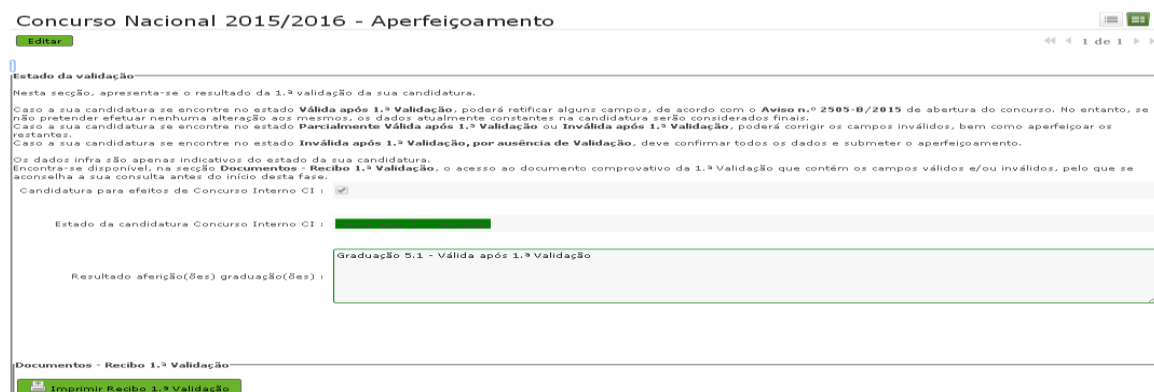 Concurso Nacional 2015/2016 - Aperfeiçoamento
Editar
1 de 1
Estado da validação
Nesta secção, apresenta-se o resultado da 1.ª validação da sua candidatura.
Caso a sua candidatura se encontre no estado Válida após 1.ª Validação, poderá retificar alguns campos, de acordo com o Aviso n.º 2505-B/2015 de abertura do concurso. No entanto, se
não pretender efetuar nenhuma alteração aos mesmos, os dados atualmente constantes na candidatura serão considerados finais.
Caso a sua candidatura se encontre no estado Parcialmente Válida após 1.ª Validação ou Inválida após 1.ª Validação, poderá corrigir os campos inválidos, bem como aperfeiçoar os
restantes.
Caso a sua candidatura se encontre no estado Inválida após 1.ª Validação, por ausência de Validação, deve confirmar todos os dados e submeter o aperfeiçoamento.
Os dados infra são apenas indicativos do estado da sua candidatura.
Encontra-se disponível, na secção Documentos - Recibo 1.ª Validação, o acesso ao documento comprovativo da 1.ª Validação que contém os campos válidos e/ou inválidos, pelo que se
aconselha a sua consulta antes do início desta fase.
Candidatura para efeitos de Concurso Interno CI :
Estado da candidatura Concurso Interno CI :
Graduação 5.1 - Válida após 1.ª Validação
Resultado aferição(ões) graduação(ões) :
Documentos - Recibo 1.ª Validação
Imprimir Recibo 1.ª Validação